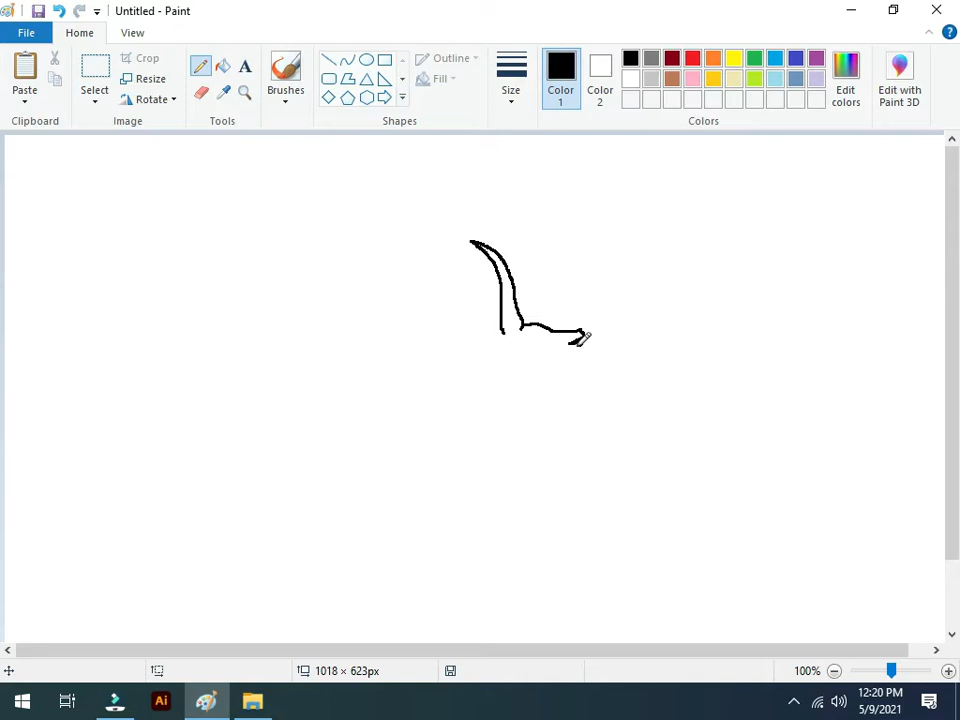 Untitled - Paint
File Home View
Paste
Clipboard
Select
Crop
Resize
Rotate
Image
A
Tools
Brushes
Shapes
Outline
Fill
Size
Color 1
Color 2
Colors
Edit colors
Edit with Paint 3D
1018 × 623px
100%
Ai
12:20 PM
5/9/2021